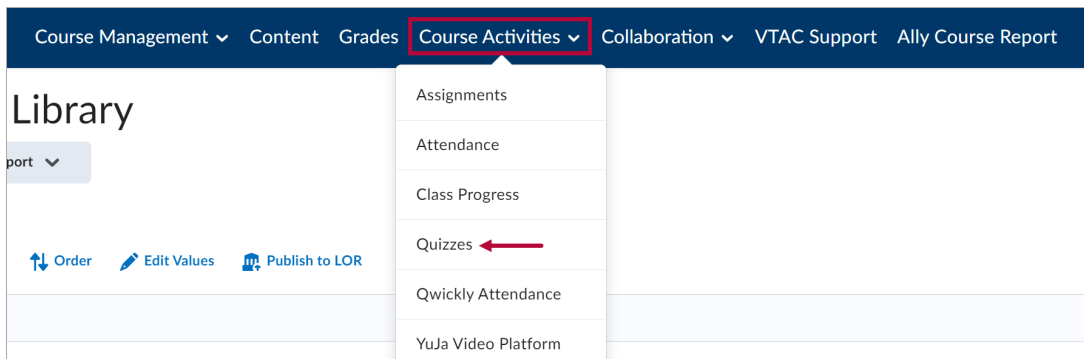 Course Management Content Grades Course Activities Collaboration VTAC Support Ally Course Report
Library
port
Order Edit Values Publish to LOR
Assignments
Attendance
Class Progress
Quizzes
Qwickly Attendance
YuJa Video Platform